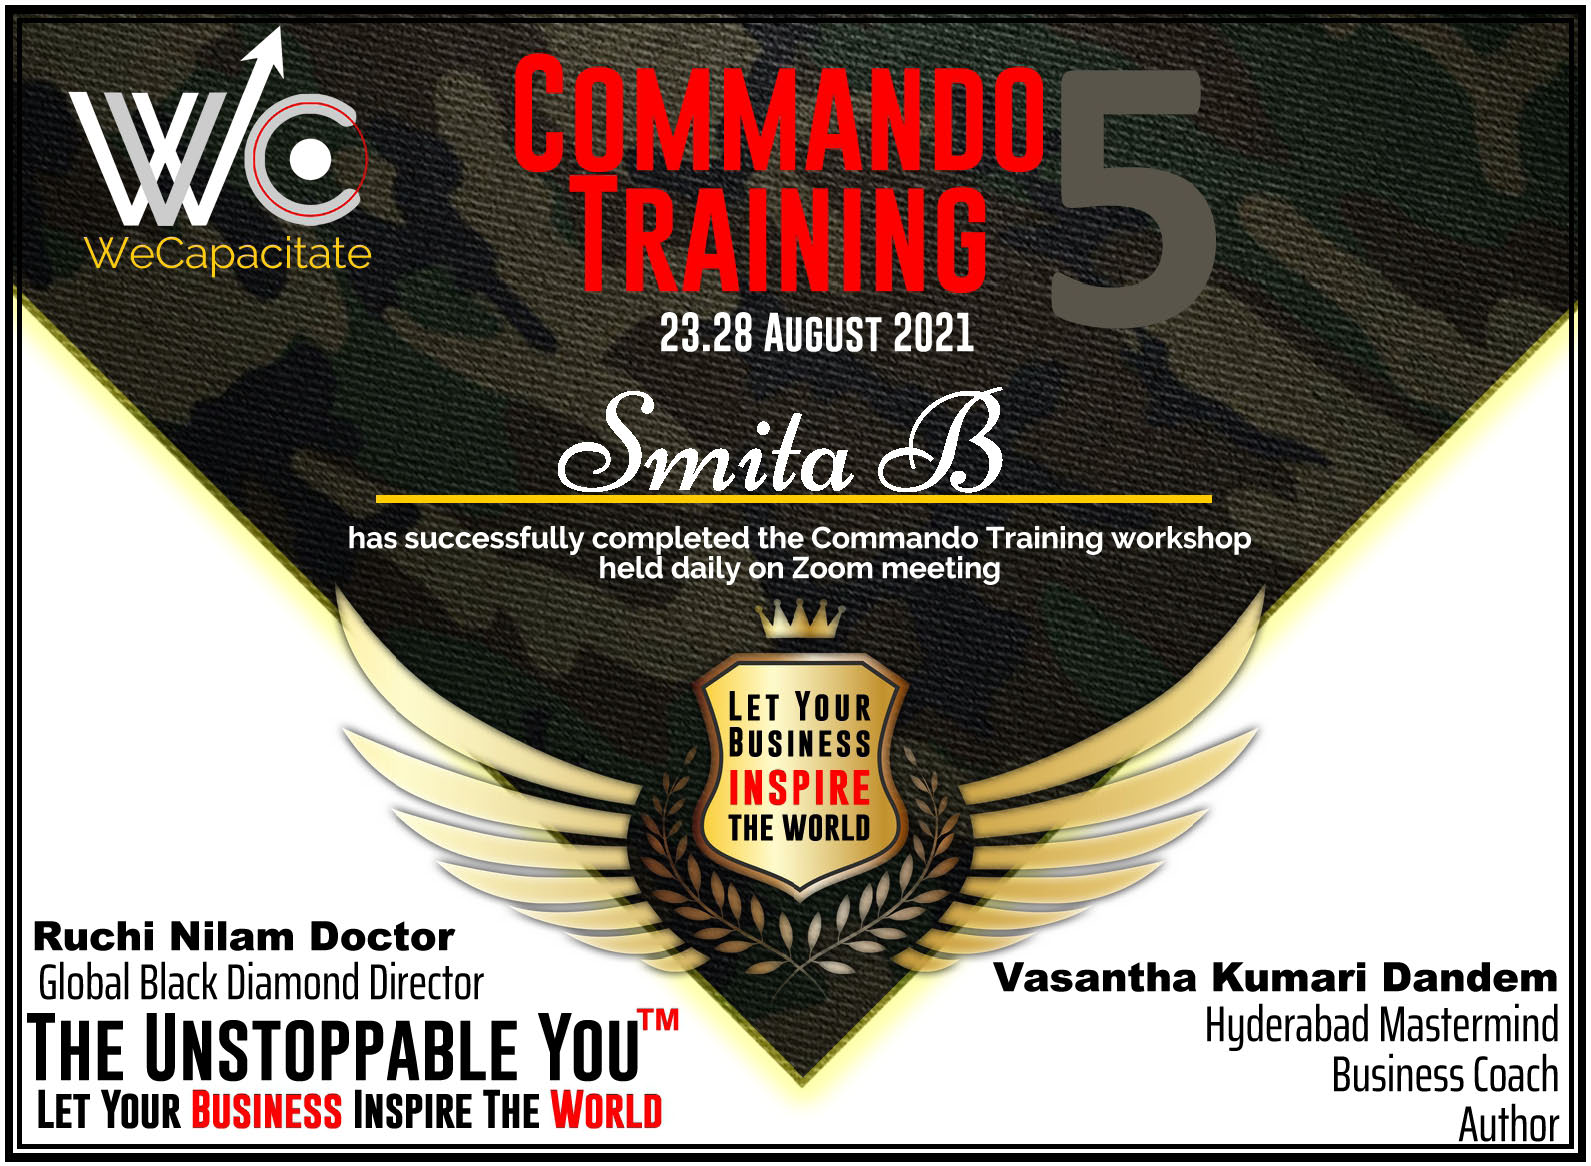 WC
WeCapacitate
COMMANDO
TRAINING
5
23.28 AUGUST 2021
Smita B
has successfully completed the Commando Training workshop
held daily on Zoom meeting
LET YOUR
BUSINESS
INSPIRE
THE WORLD
Ruchi Nilam Doctor
Global Black Diamond Director
THE UNSTOPPABLE YOU™
LET YOUR BUSINESS INSPIRE THE WORLD
Vasantha Kumari Dandem
Hyderabad Mastermind
Business Coach
Author